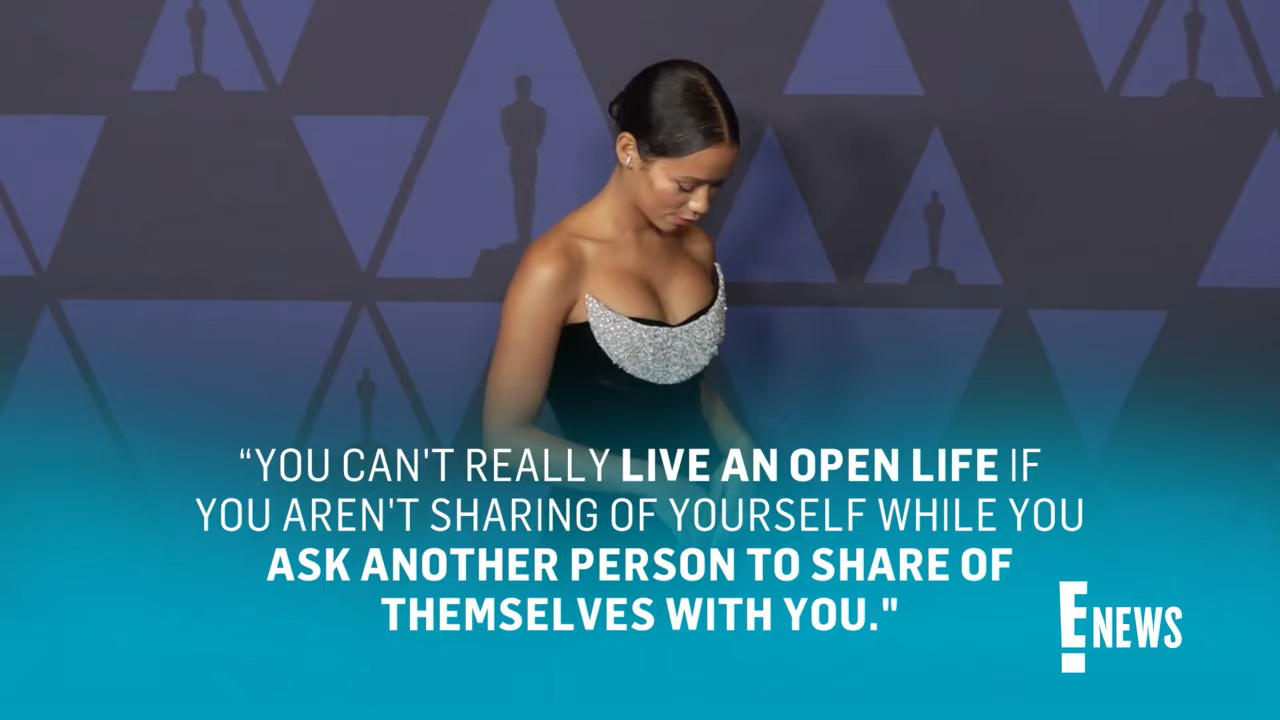 “YOU CAN'T REALLY LIVE AN OPEN LIFE IF
YOU AREN'T SHARING OF YOURSELF WHILE YOU
ASK ANOTHER PERSON TO SHARE OF
THEMSELVES WITH YOU."
E NEWS